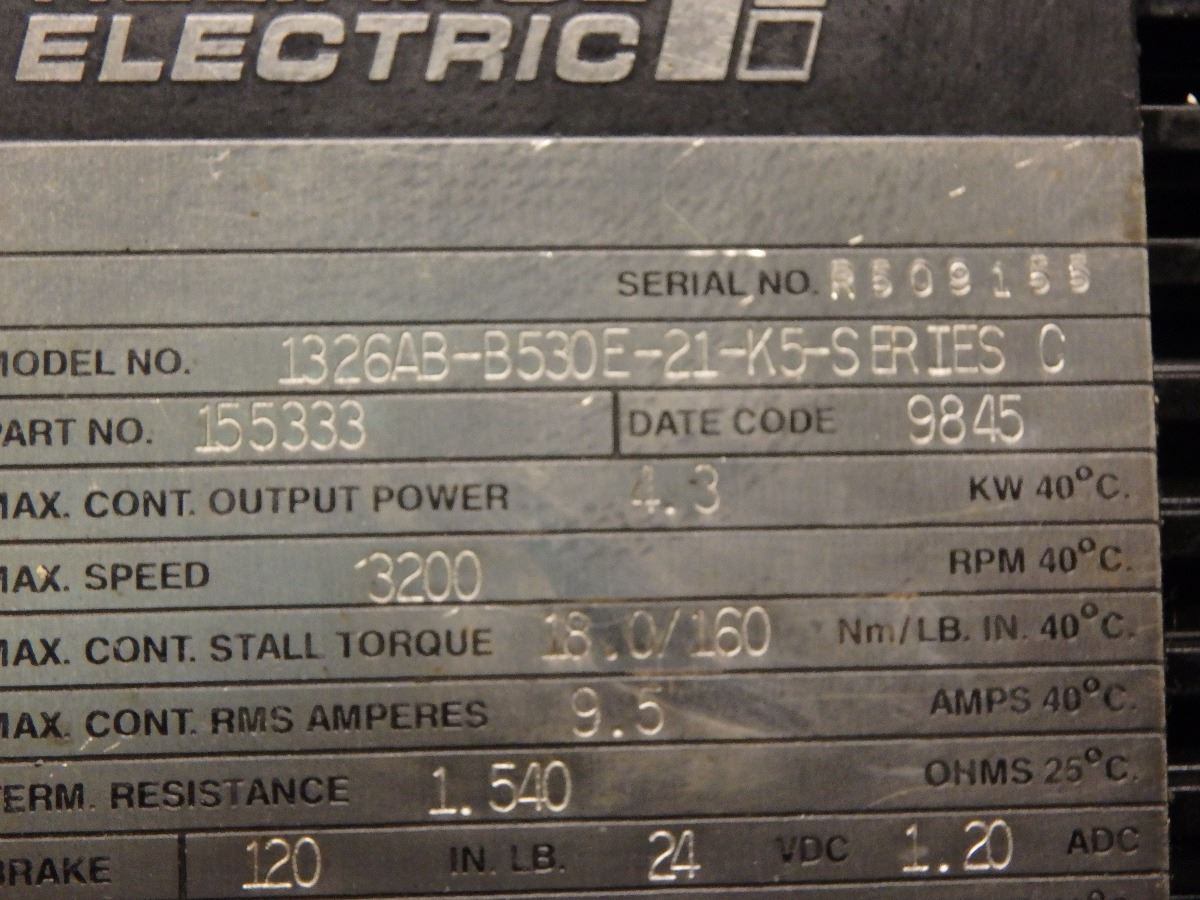 ELECTRIC
SERIAL NO. R509155
MODEL NO. 1326AB-B530E-21-K5-SERIES C
PART NO. 155333 DATE CODE 9845
MAX. CONT. OUTPUT POWER 4.3 KW 40°C.
MAX. SPEED 3200 RPM 40°C.
MAX. CONT. STALL TORQUE 18.0/160 Nm/LB. IN. 40°C.
MAX. CONT. RMS AMPERES 9.5 AMPS 40°C.
TERM. RESISTANCE 1.540 OHMS 25°C.
BRAKE 120 IN. LB. 24 VDC 1.20 ADC